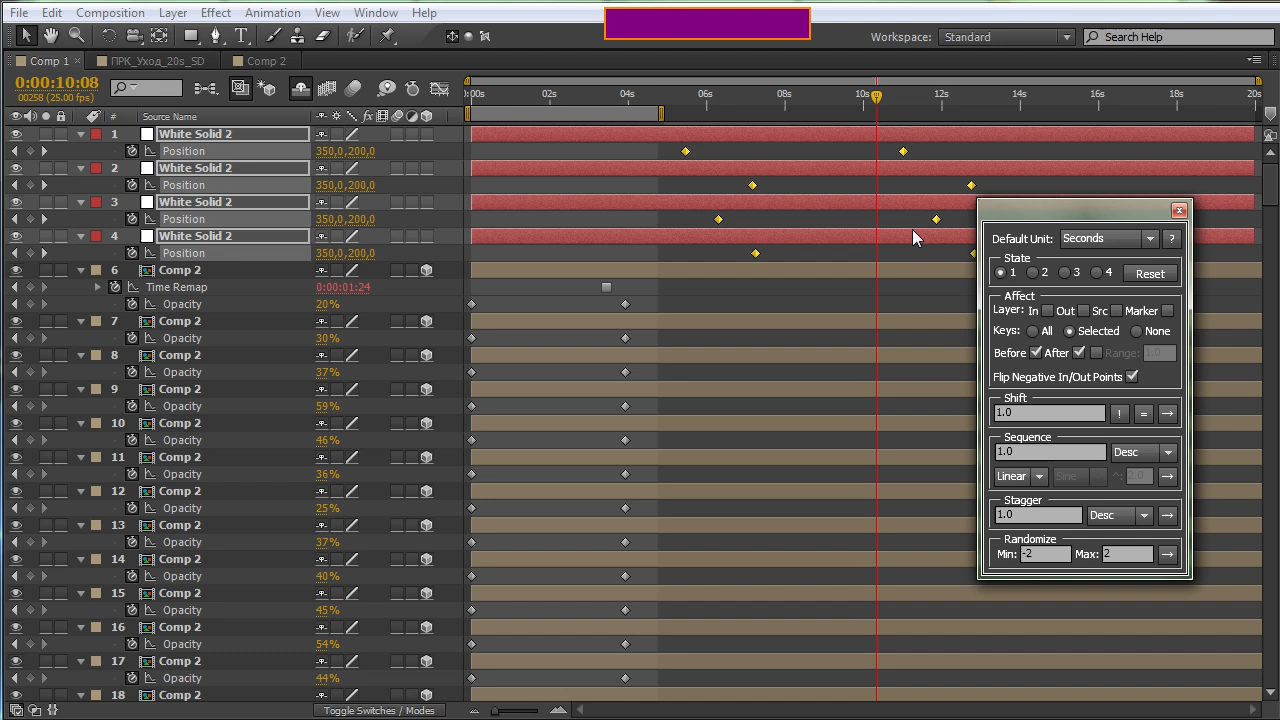 File Edit Composition Layer Effect Animation View Window Help
Workspace: Standard Search Help
Comp 1 ПРК_Уход_20s_SD Comp 2
0:00:10:08
00258 (25.00 fps)
:00s 02s 04s 06s 08s 10s 12s 14s 16s 18s 20s
# Source Name fx
1 White Solid 2
Position 350,0,200,0
2 White Solid 2
Position 350,0,200,0
3 White Solid 2
Position 350,0,200,0
4 White Solid 2
Position 350,0,200,0
6 Comp 2
Time Remap 0:00:01:24
Opacity 20%
7 Comp 2
Opacity 30%
8 Comp 2
Opacity 37%
9 Comp 2
Opacity 59%
10 Comp 2
Opacity 46%
11 Comp 2
Opacity 36%
12 Comp 2
Opacity 25%
13 Comp 2
Opacity 37%
14 Comp 2
Opacity 40%
15 Comp 2
Opacity 45%
16 Comp 2
Opacity 54%
17 Comp 2
Opacity 44%
18 Comp 2
Toggle Switches / Modes
Default Unit: Seconds ?
State
1 2 3 4 Reset
Affect
Layer: In Out Src Marker
Keys: All Selected None
Before After Range: 1.0
Flip Negative In/Out Points
Shift
1.0 ! = →
Sequence
1.0 Desc
Linear Sine ^: 2.0 →
Stagger
1.0 Desc →
Randomize
Min: -2 Max: 2 →